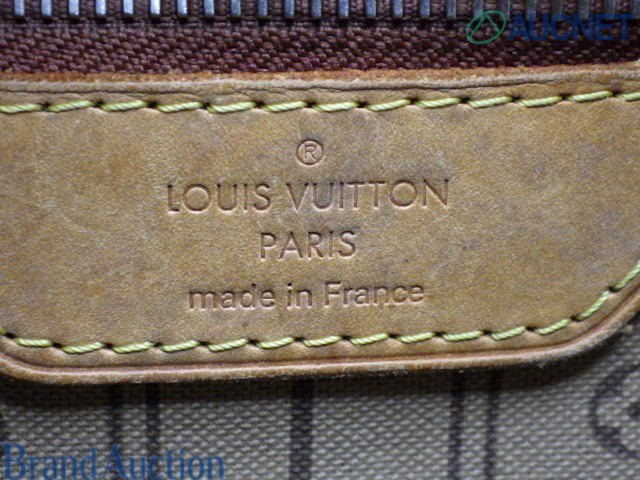 AUCNET
®
LOUIS VUITTON
PARIS
made in France
Brand Auction